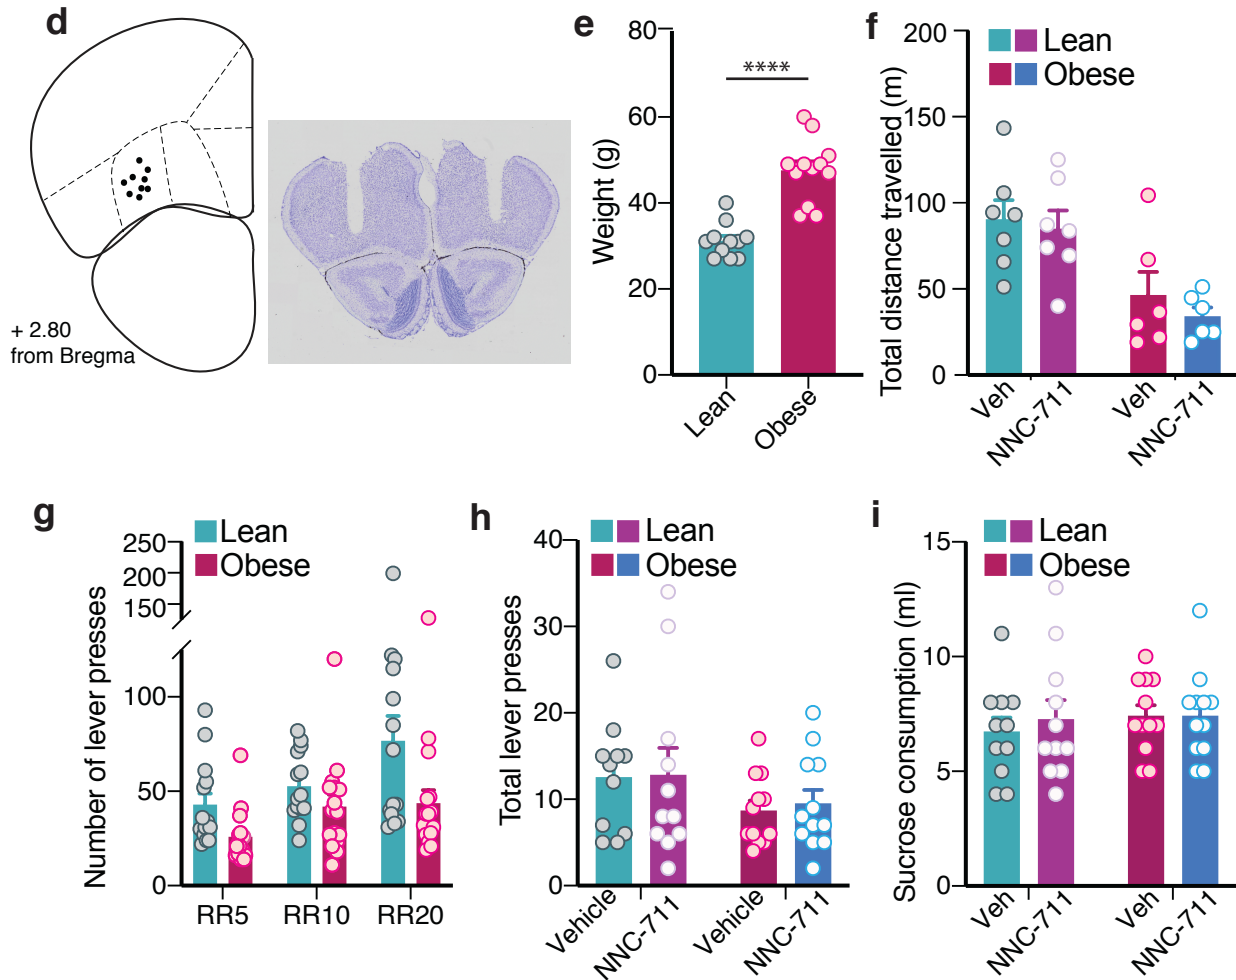 d
+ 2.80
from Bregma
e
Weight (g)
80
60
40
20
0
****
Lean
Obese
f
Total distance travelled (m)
200
150
100
50
0
Lean
Obese
Veh
NNC-711
Veh
NNC-711
g
Number of lever presses
250
200
150
100
50
0
Lean
Obese
RR5
RR10
RR20
h
Total lever presses
40
30
20
10
0
Lean
Obese
Vehicle
NNC-711
Vehicle
NNC-711
i
Sucrose consumption (ml)
15
10
5
0
Lean
Obese
Veh
NNC-711
Veh
NNC-711